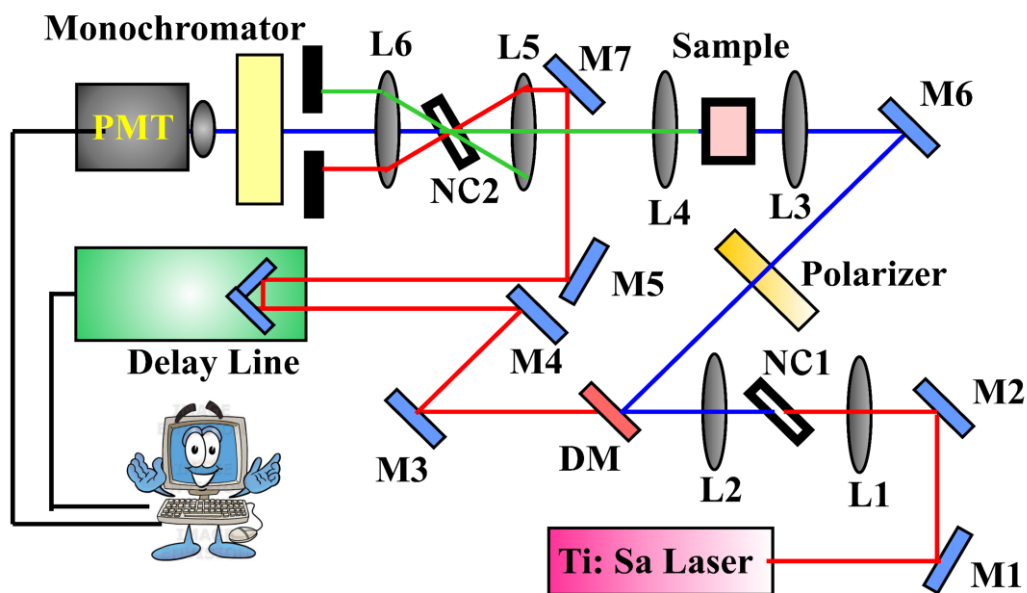 Monochromator
L6
L5
M7
Sample
M6
PMT
NC2
L4
L3
Polarizer
M5
Delay Line
M4
NC1
M2
M3
DM
L2
L1
Ti: Sa Laser
M1